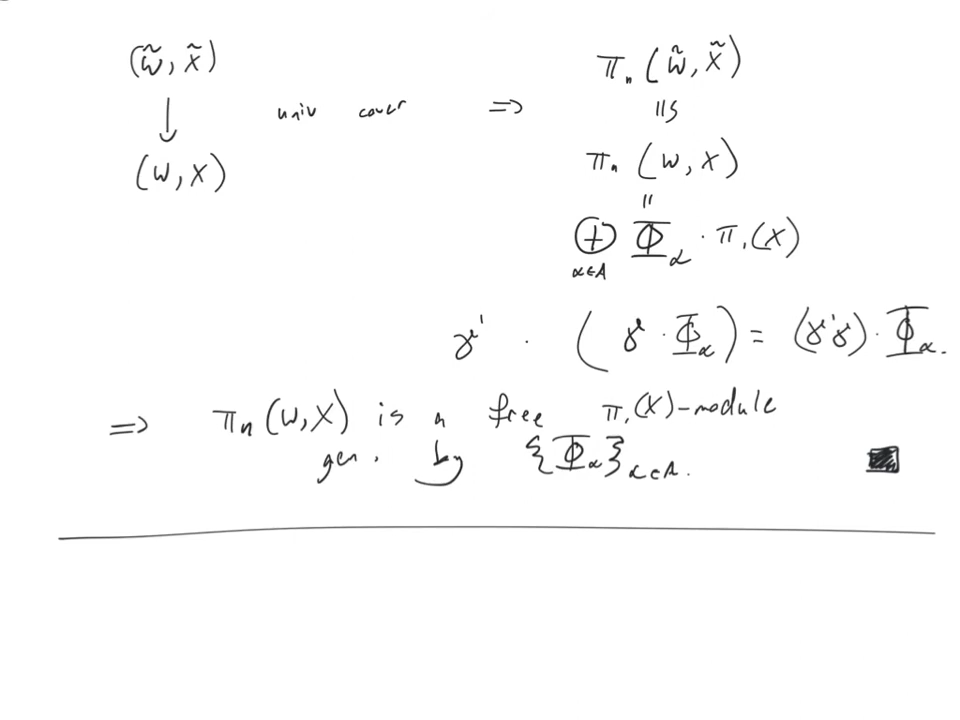 (W̃, X̃)
↓ univ cover ⇒ π_n (W̃, X̃)
≅
(W, X) π_n (W, X)
=
⊕_{α∈A} Φ_α · π_1(X)
γ' · (γ · Φ_α) = (γ'γ) · Φ_α.
⇒ π_n (W, X) is a free π_1(X)-module
gen. by {Φ_α}_{α∈A}. ■